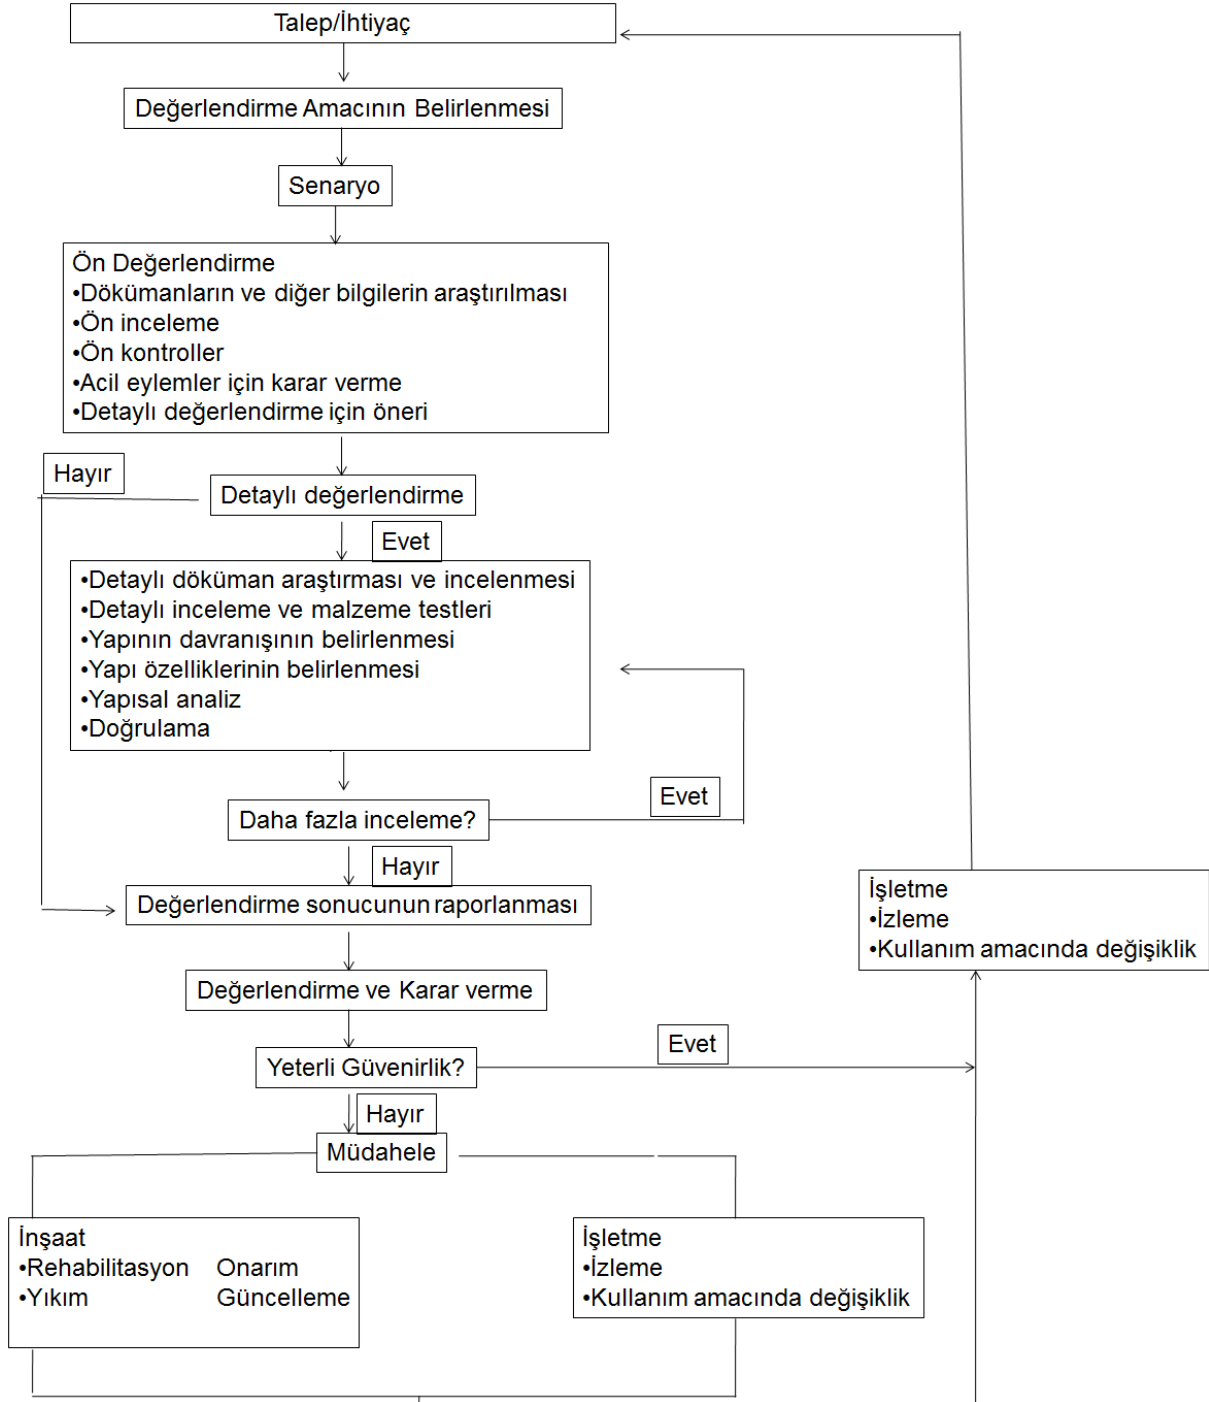 Talep/İhtiyaç
Değerlendirme Amacının Belirlenmesi
Senaryo
Ön Değerlendirme
•Dökümanların ve diğer bilgilerin araştırılması
•Ön inceleme
•Ön kontroller
•Acil eylemler için karar verme
•Detaylı değerlendirme için öneri
Hayır
Detaylı değerlendirme
Evet
•Detaylı döküman araştırması ve incelenmesi
•Detaylı inceleme ve malzeme testleri
•Yapının davranışının belirlenmesi
•Yapı özelliklerinin belirlenmesi
•Yapısal analiz
•Doğrulama
Evet
Daha fazla inceleme?
Hayır
Değerlendirme sonucunun raporlanması
İşletme
•İzleme
•Kullanım amacında değişiklik
Değerlendirme ve Karar verme
Evet
Yeterli Güvenirlik?
Hayır
Müdahele
İnşaat
•Rehabilitasyon Onarım
•Yıkım Güncelleme
İşletme
•İzleme
•Kullanım amacında değişiklik